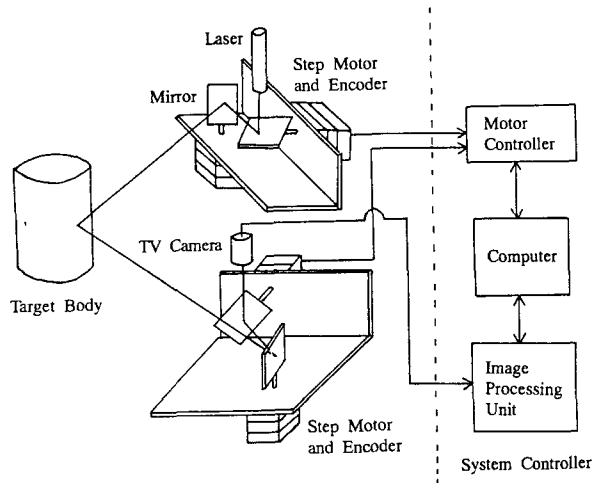 Laser
Step Motor
and Encoder
Mirror
Motor
Controller
TV Camera
Computer
Target Body
Image
Processing
Unit
Step Motor
and Encoder
System Controller